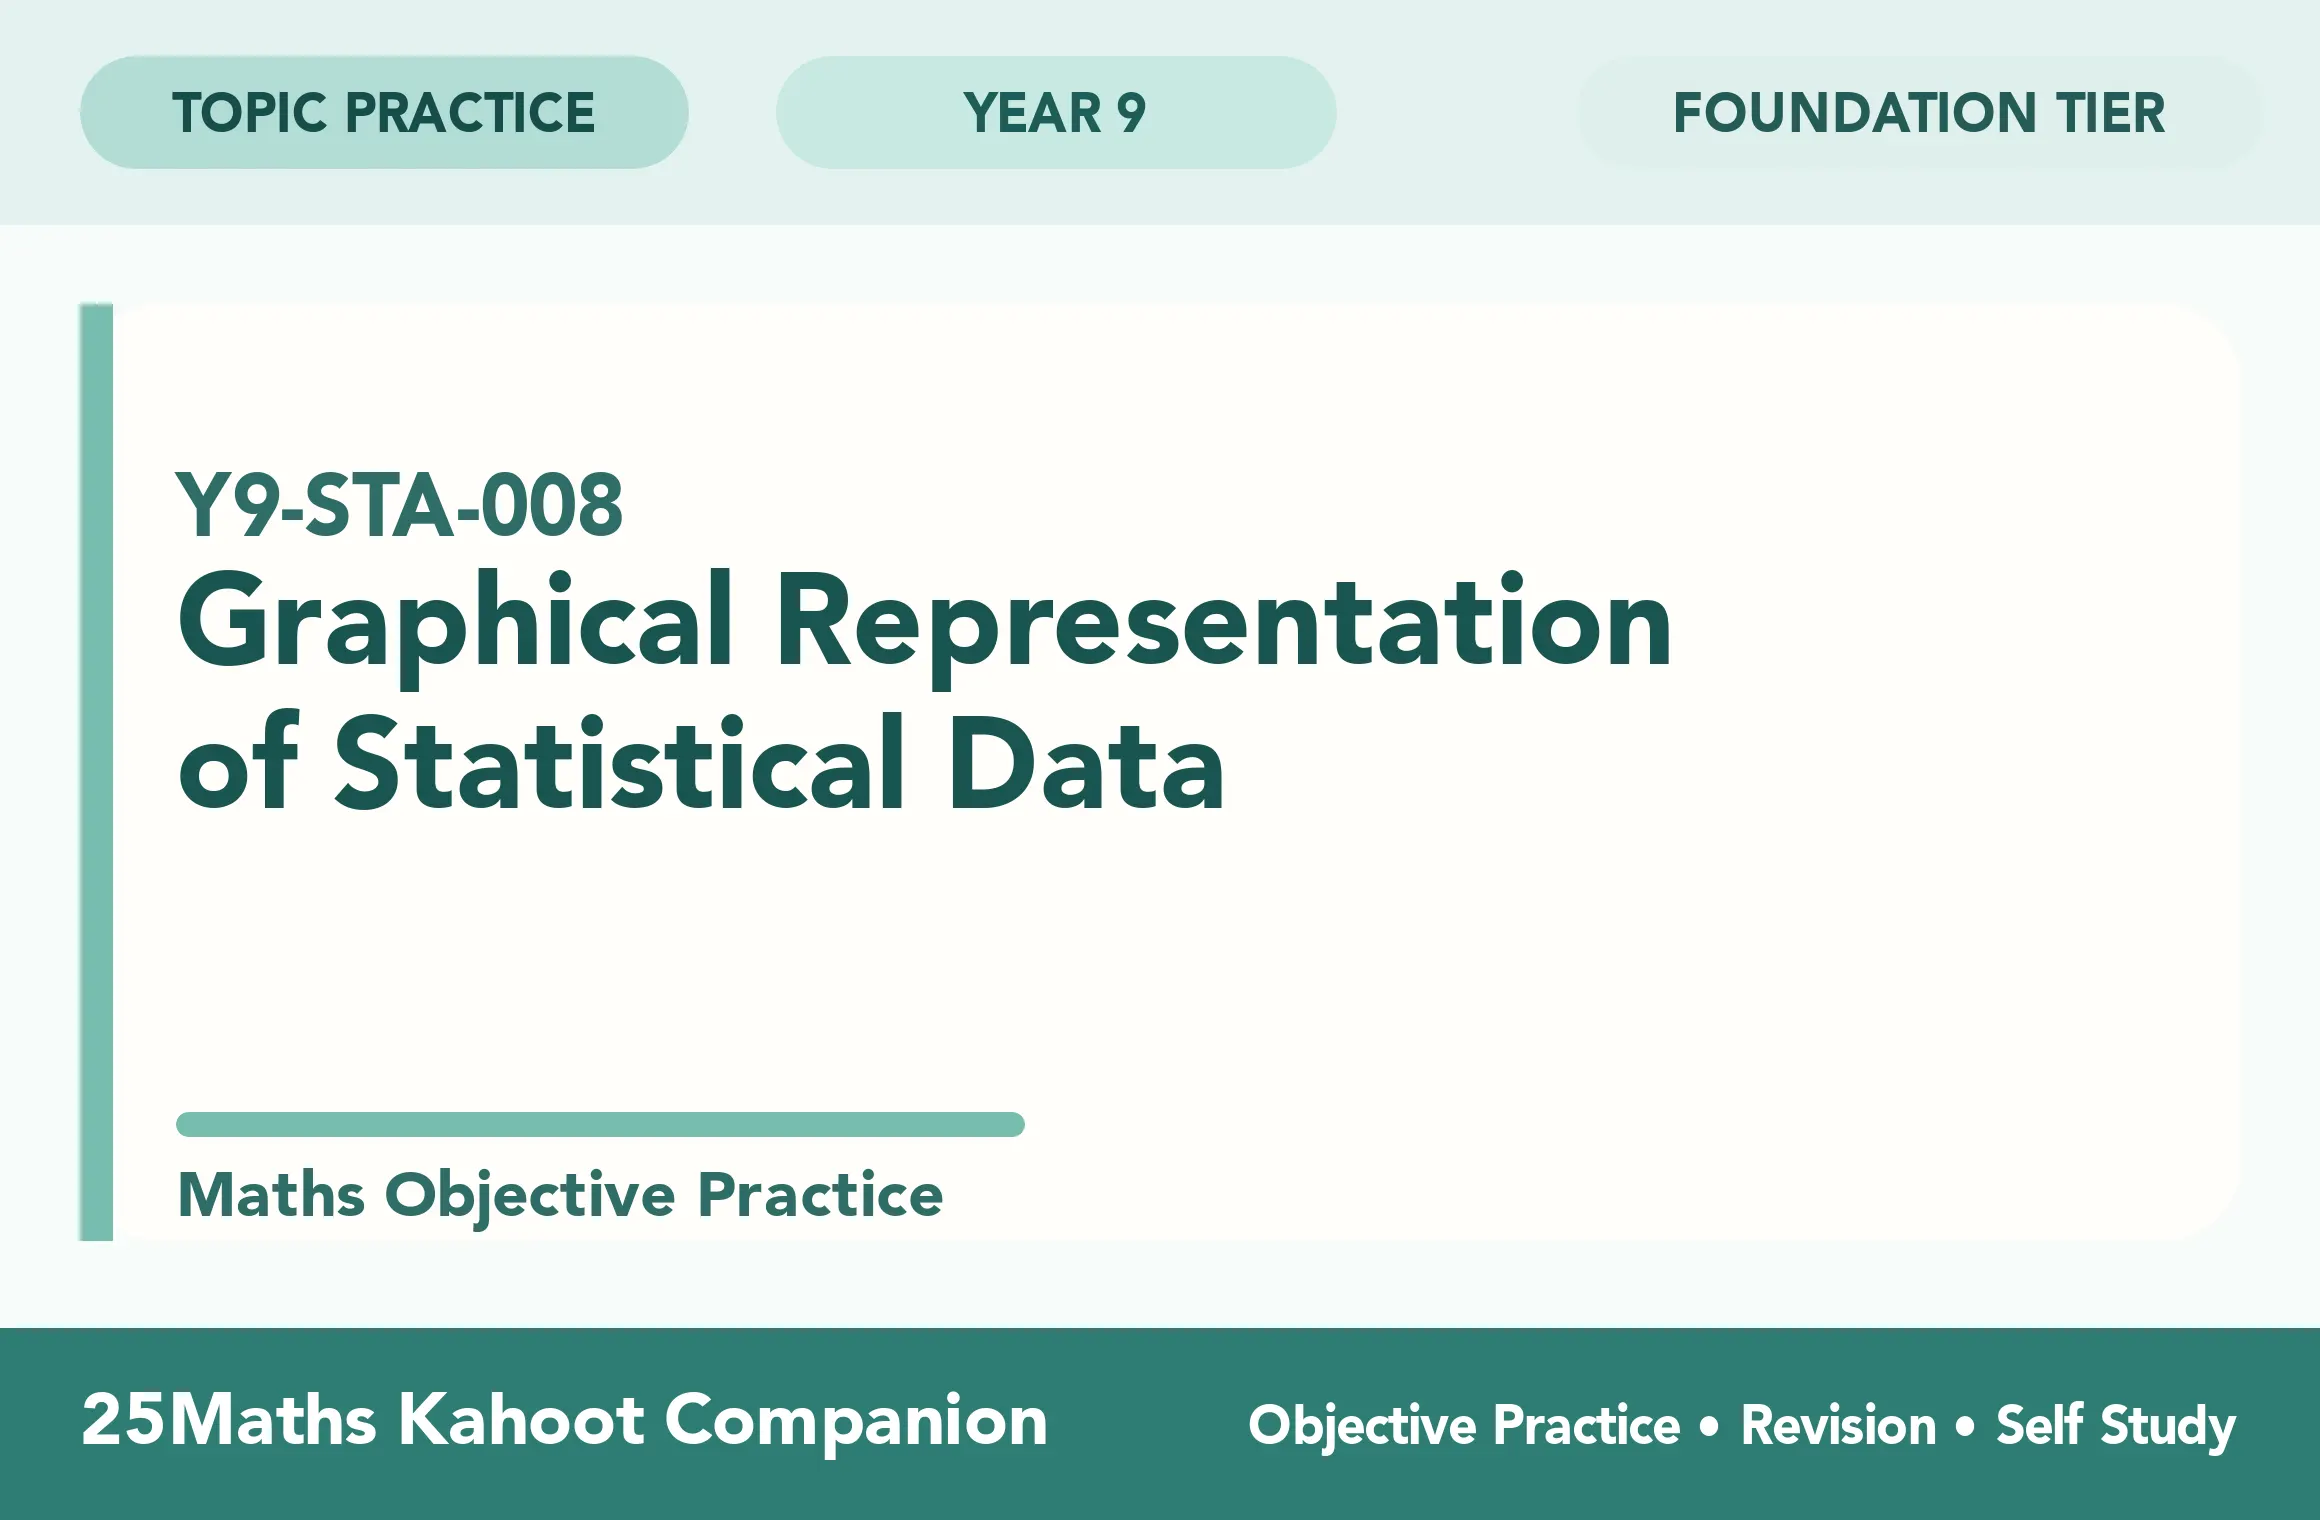 TOPIC PRACTICE
YEAR 9
FOUNDATION TIER
Y9-STA-008
Graphical Representation
of Statistical Data
Maths Objective Practice
25Maths Kahoot Companion
Objective Practice • Revision • Self Study